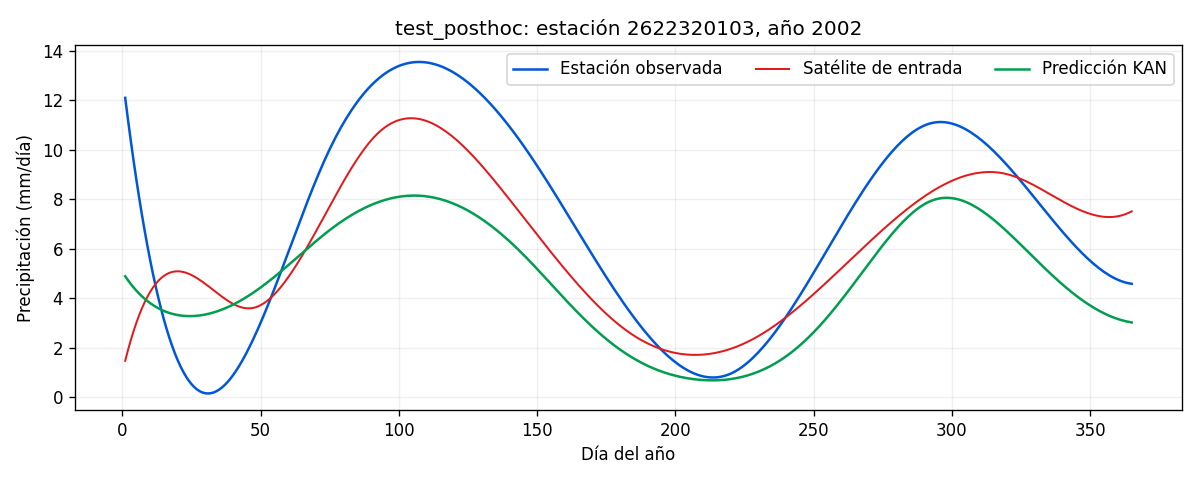 test_posthoc: estación 2622320103, año 2002
Estación observada
Satélite de entrada
Predicción KAN
Precipitación (mm/día)
14
12
10
8
6
4
2
0
0
50
100
150
200
250
300
350
Día del año